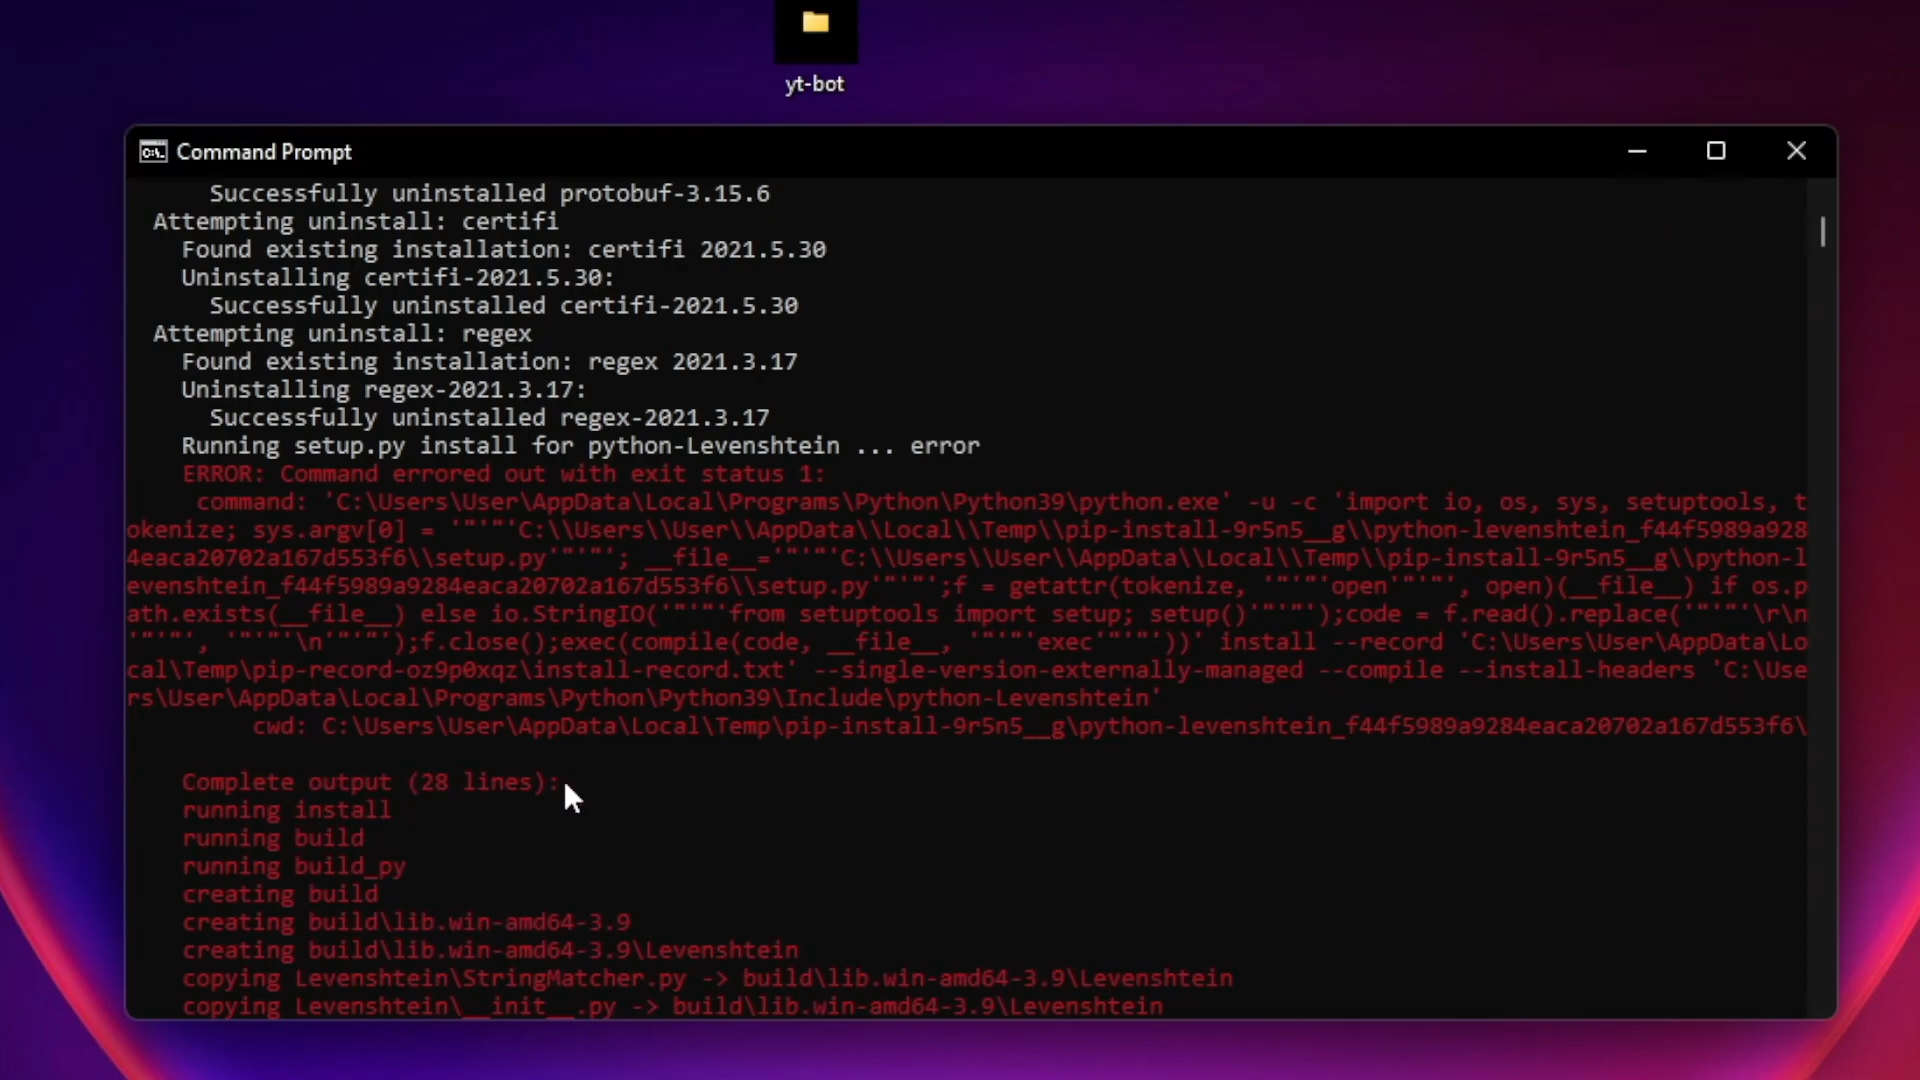 yt-bot
Command Prompt
Successfully uninstalled protobuf-3.15.6
Attempting uninstall: certifi
Found existing installation: certifi 2021.5.30
Uninstalling certifi-2021.5.30:
Successfully uninstalled certifi-2021.5.30
Attempting uninstall: regex
Found existing installation: regex 2021.3.17
Uninstalling regex-2021.3.17:
Successfully uninstalled regex-2021.3.17
Running setup.py install for python-Levenshtein ... error
ERROR: Command errored out with exit status 1:
command: 'C:\Users\User\AppData\Local\Programs\Python\Python39\python.exe' -u -c 'import io, os, sys, setuptools, t
okenize; sys.argv[0] = '"'"'C:\\Users\\User\\AppData\\Local\\Temp\\pip-install-9r5n5__g\\python-levenshtein_f44f5989a928
4eaca20702a167d553f6\\setup.py'"'"'; __file__='"'"'C:\\Users\\User\\AppData\\Local\\Temp\\pip-install-9r5n5__g\\python-l
evenshtein_f44f5989a9284eaca20702a167d553f6\\setup.py'"'"';f = getattr(tokenize, '"'"'open'"'"', open)(__file__) if os.p
ath.exists(__file__) else io.StringIO('"'"'from setuptools import setup; setup()'"'"');code = f.read().replace('"'"'\r\n
'"'"', '"'"'\n'"'"');f.close();exec(compile(code, __file__, '"'"'exec'"'"'))' install --record 'C:\Users\User\AppData\Lo
cal\Temp\pip-record-oz9p0xqz\install-record.txt' --single-version-externally-managed --compile --install-headers 'C:\Use
rs\User\AppData\Local\Programs\Python\Python39\Include\python-Levenshtein'
cwd: C:\Users\User\AppData\Local\Temp\pip-install-9r5n5__g\python-levenshtein_f44f5989a9284eaca20702a167d553f6\
Complete output (28 lines):
running install
running build
running build_py
creating build
creating build\lib.win-amd64-3.9
creating build\lib.win-amd64-3.9\Levenshtein
copying Levenshtein\StringMatcher.py -> build\lib.win-amd64-3.9\Levenshtein
copying Levenshtein\__init__.py -> build\lib.win-amd64-3.9\Levenshtein